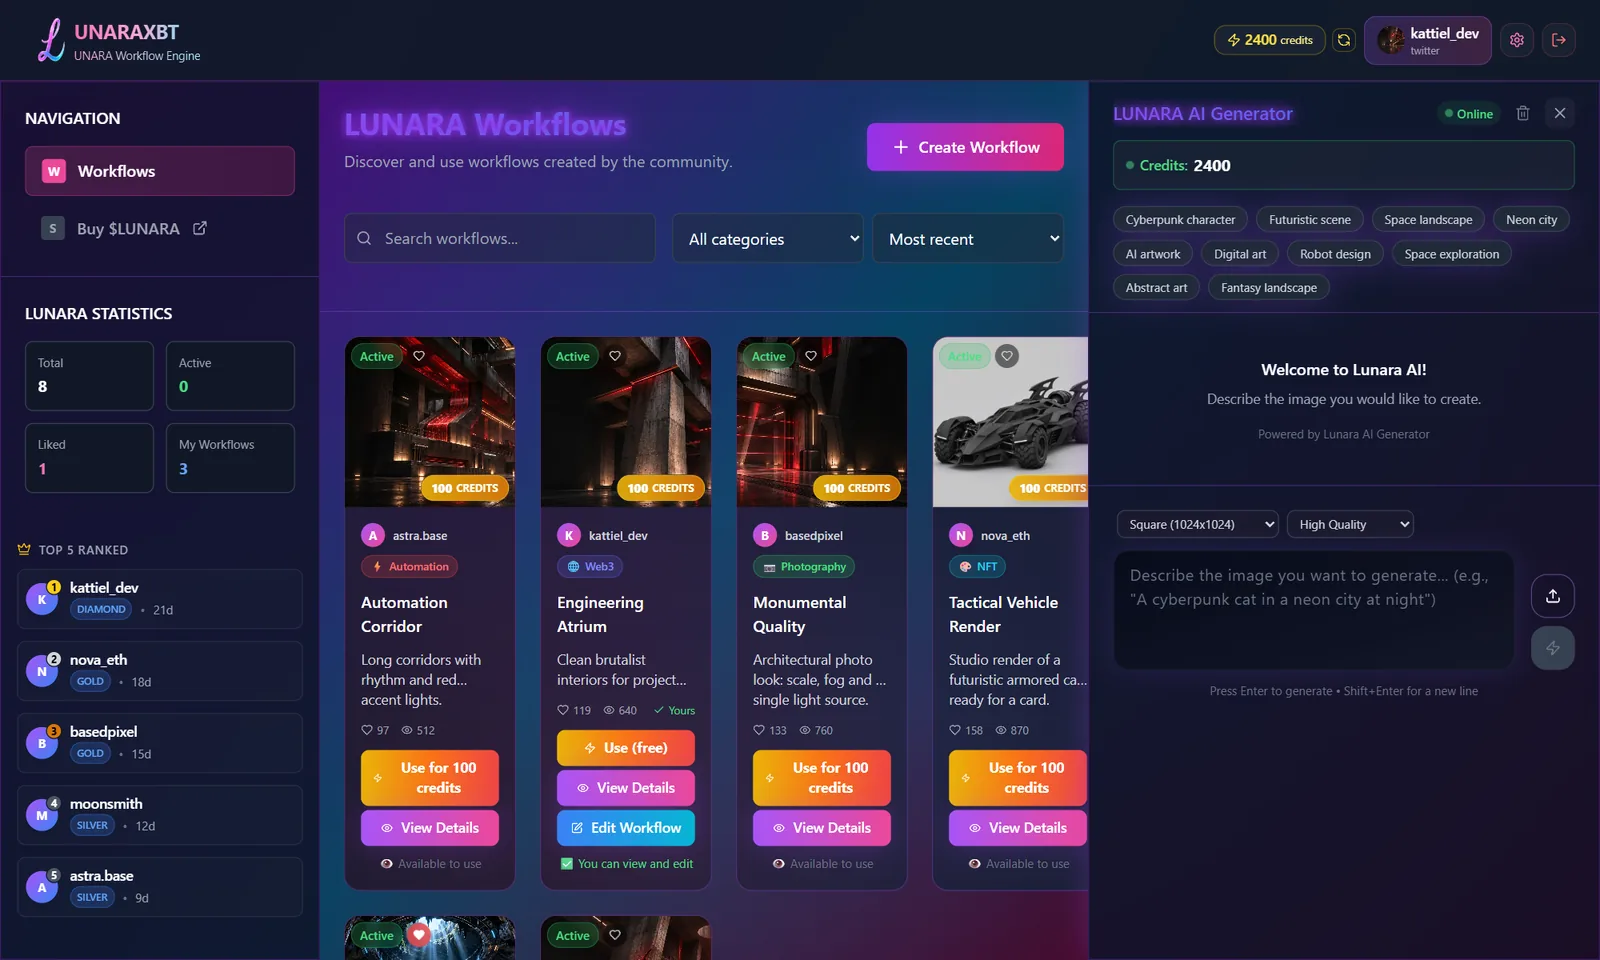 UNARAXBT
UNARA Workflow Engine
2400 credits
kattiel_dev
twitter
NAVIGATION
W Workflows
S Buy $LUNARA
LUNARA STATISTICS
Total
8
Active
0
Liked
1
My Workflows
3
TOP 5 RANKED
K 1 kattiel_dev
DIAMOND • 21d
N 2 nova_eth
GOLD • 18d
B 3 basedpixel
GOLD • 15d
M 4 moonsmith
SILVER • 12d
A 5 astra.base
SILVER • 9d
LUNARA Workflows
Discover and use workflows created by the community.
+ Create Workflow
Search workflows...
All categories
Most recent
Active
100 CREDITS
A astra.base
Automation
Automation
Corridor
Long corridors with
rhythm and red...
accent lights.
97 512
Use for 100
credits
View Details
Available to use
Active
100 CREDITS
K kattiel_dev
Web3
Engineering
Atrium
Clean brutalist
interiors for project...
119 640 ✓ Yours
Use (free)
View Details
Edit Workflow
You can view and edit
Active
100 CREDITS
B basedpixel
Photography
Monumental
Quality
Architectural photo
look: scale, fog and ...
single light source.
133 760
Use for 100
credits
View Details
Available to use
Active
100 CREDITS
N nova_eth
NFT
Tactical Vehicle
Render
Studio render of a
futuristic armored ca...
ready for a card.
158 870
Use for 100
credits
View Details
Available to use
Active
Active
LUNARA AI Generator
Online
Credits: 2400
Cyberpunk character
Futuristic scene
Space landscape
Neon city
AI artwork
Digital art
Robot design
Space exploration
Abstract art
Fantasy landscape
Welcome to Lunara AI!
Describe the image you would like to create.
Powered by Lunara AI Generator
Square (1024x1024)
High Quality
Describe the image you want to generate... (e.g.,
"A cyberpunk cat in a neon city at night")
Press Enter to generate • Shift+Enter for a new line